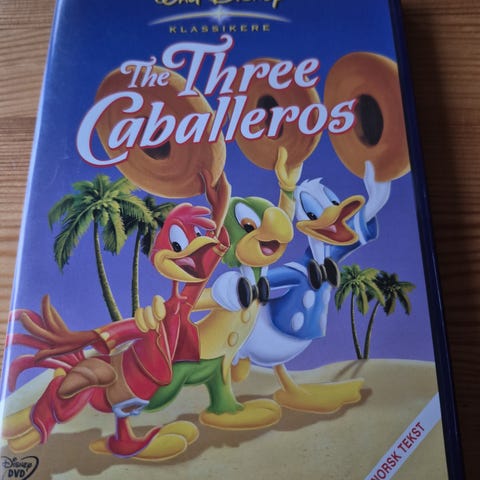 Walt Disney
KLASSIKERE
The Three
Caballeros
NORSK TEKST
Disney
DVD